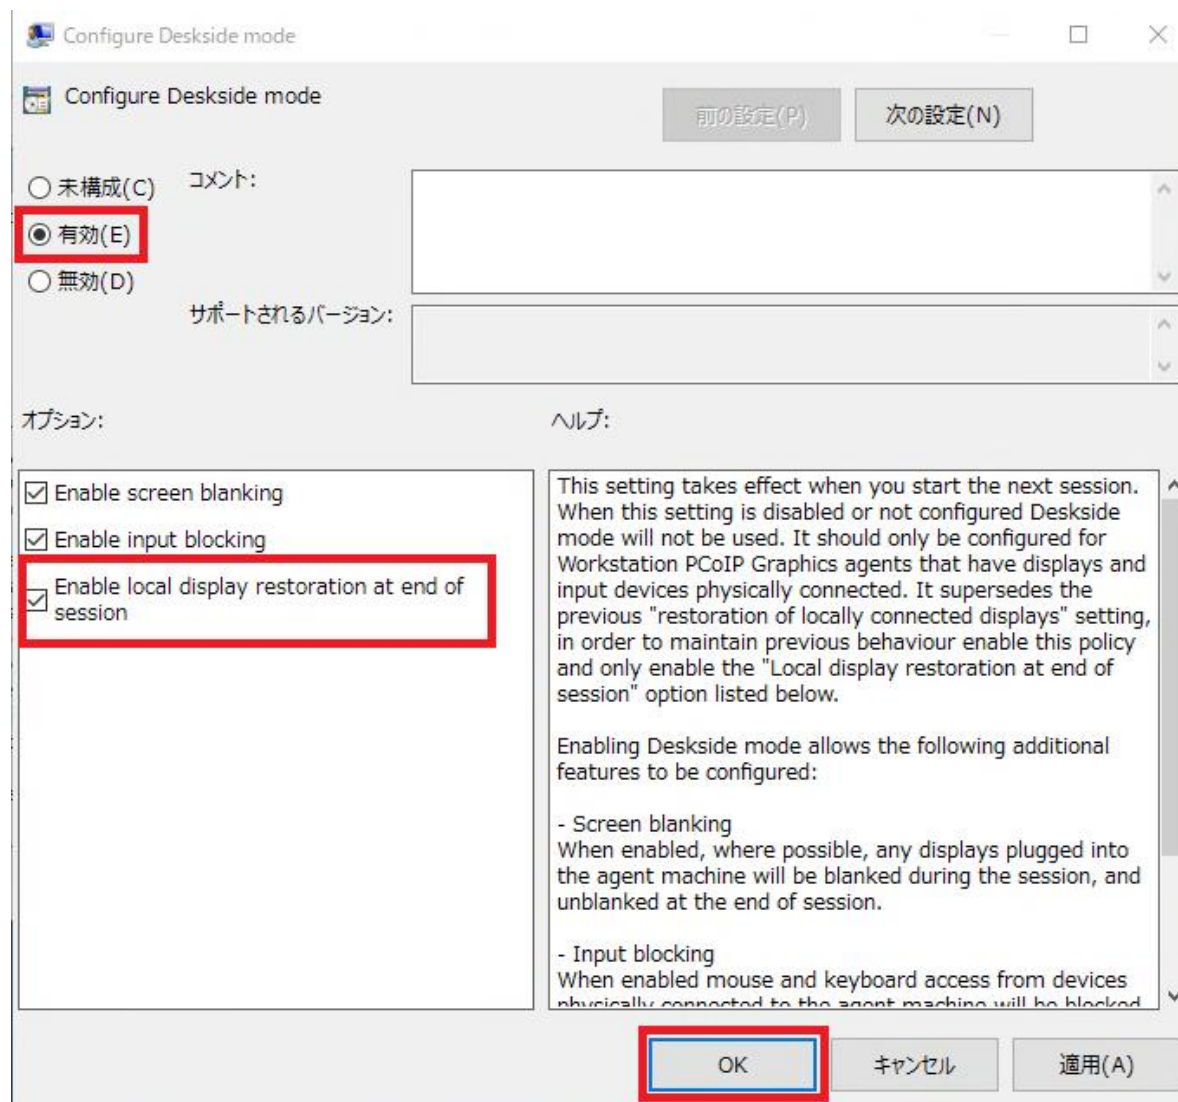 Configure Deskside mode
Configure Deskside mode
前の設定(P)
次の設定(N)
未構成(C)
コメント:
有効(E)
無効(D)
サポートされるバージョン:
オプション:
ヘルプ:
Enable screen blanking
Enable input blocking
Enable local display restoration at end of
session
This setting takes effect when you start the next session.
When this setting is disabled or not configured Deskside
mode will not be used. It should only be configured for
Workstation PCoIP Graphics agents that have displays and
input devices physically connected. It supersedes the
previous "restoration of locally connected displays" setting,
in order to maintain previous behaviour enable this policy
and only enable the "Local display restoration at end of
session" option listed below.
Enabling Deskside mode allows the following additional
features to be configured:
- Screen blanking
When enabled, where possible, any displays plugged into
the agent machine will be blanked during the session, and
unblanked at the end of session.
- Input blocking
When enabled mouse and keyboard access from devices
physically connected to the agent machine will be blocked
OK
キャンセル
適用(A)